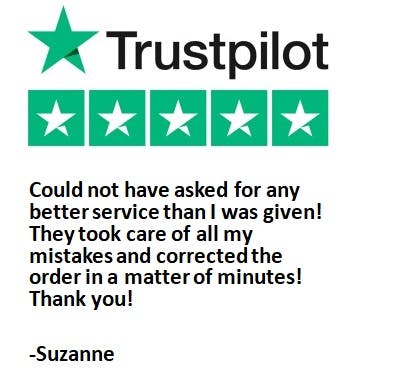 Trustpilot
Could not have asked for any
better service than I was given!
They took care of all my
mistakes and corrected the
order in a matter of minutes!
Thank you!
-Suzanne